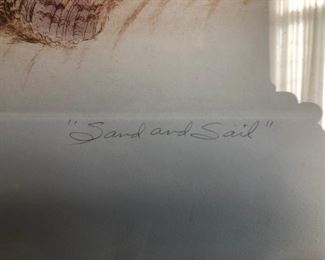 "Sand and Sail"